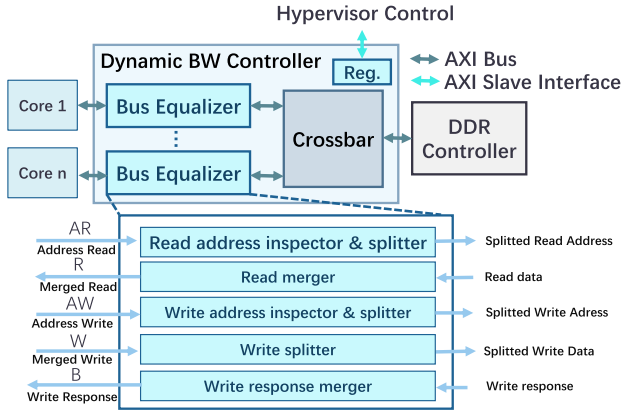 Hypervisor Control
Dynamic BW Controller
Reg.
AXI Bus
AXI Slave Interface
Core 1
Bus Equalizer
Crossbar
DDR
Controller
Core n
Bus Equalizer
AR
Address Read
Read address inspector & splitter
Splitted Read Address
R
Merged Read
Read merger
Read data
AW
Address Write
Write address inspector & splitter
Splitted Write Adress
W
Merged Write
Write splitter
Splitted Write Data
B
Write Response
Write response merger
Write response